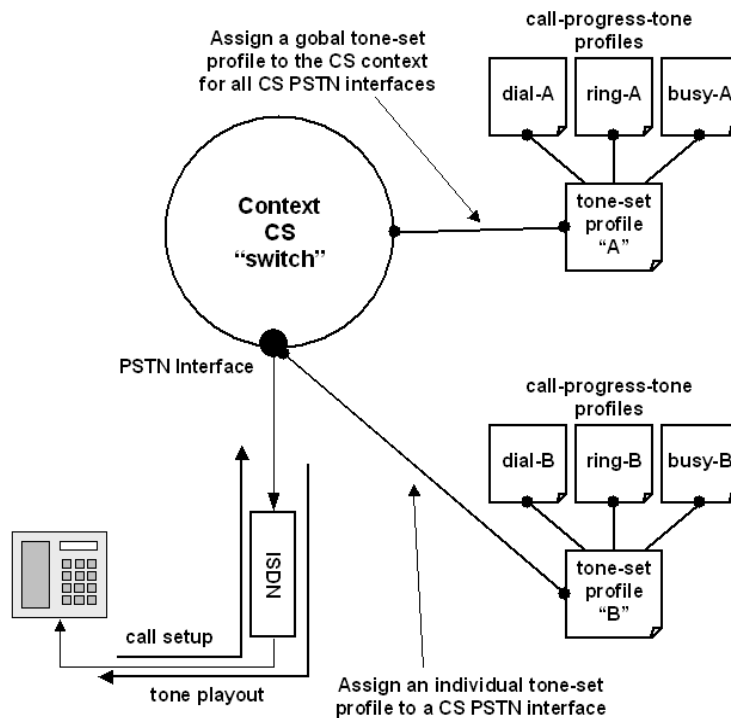 Assign a gobal tone-set
profile to the CS context
for all CS PSTN interfaces
call-progress-tone
profiles
dial-A
ring-A
busy-A
tone-set
profile
“A”
Context
CS
“switch”
PSTN Interface
call-progress-tone
profiles
dial-B
ring-B
busy-B
tone-set
profile
“B”
ISDN
call setup
tone playout
Assign an individual tone-set
profile to a CS PSTN interface